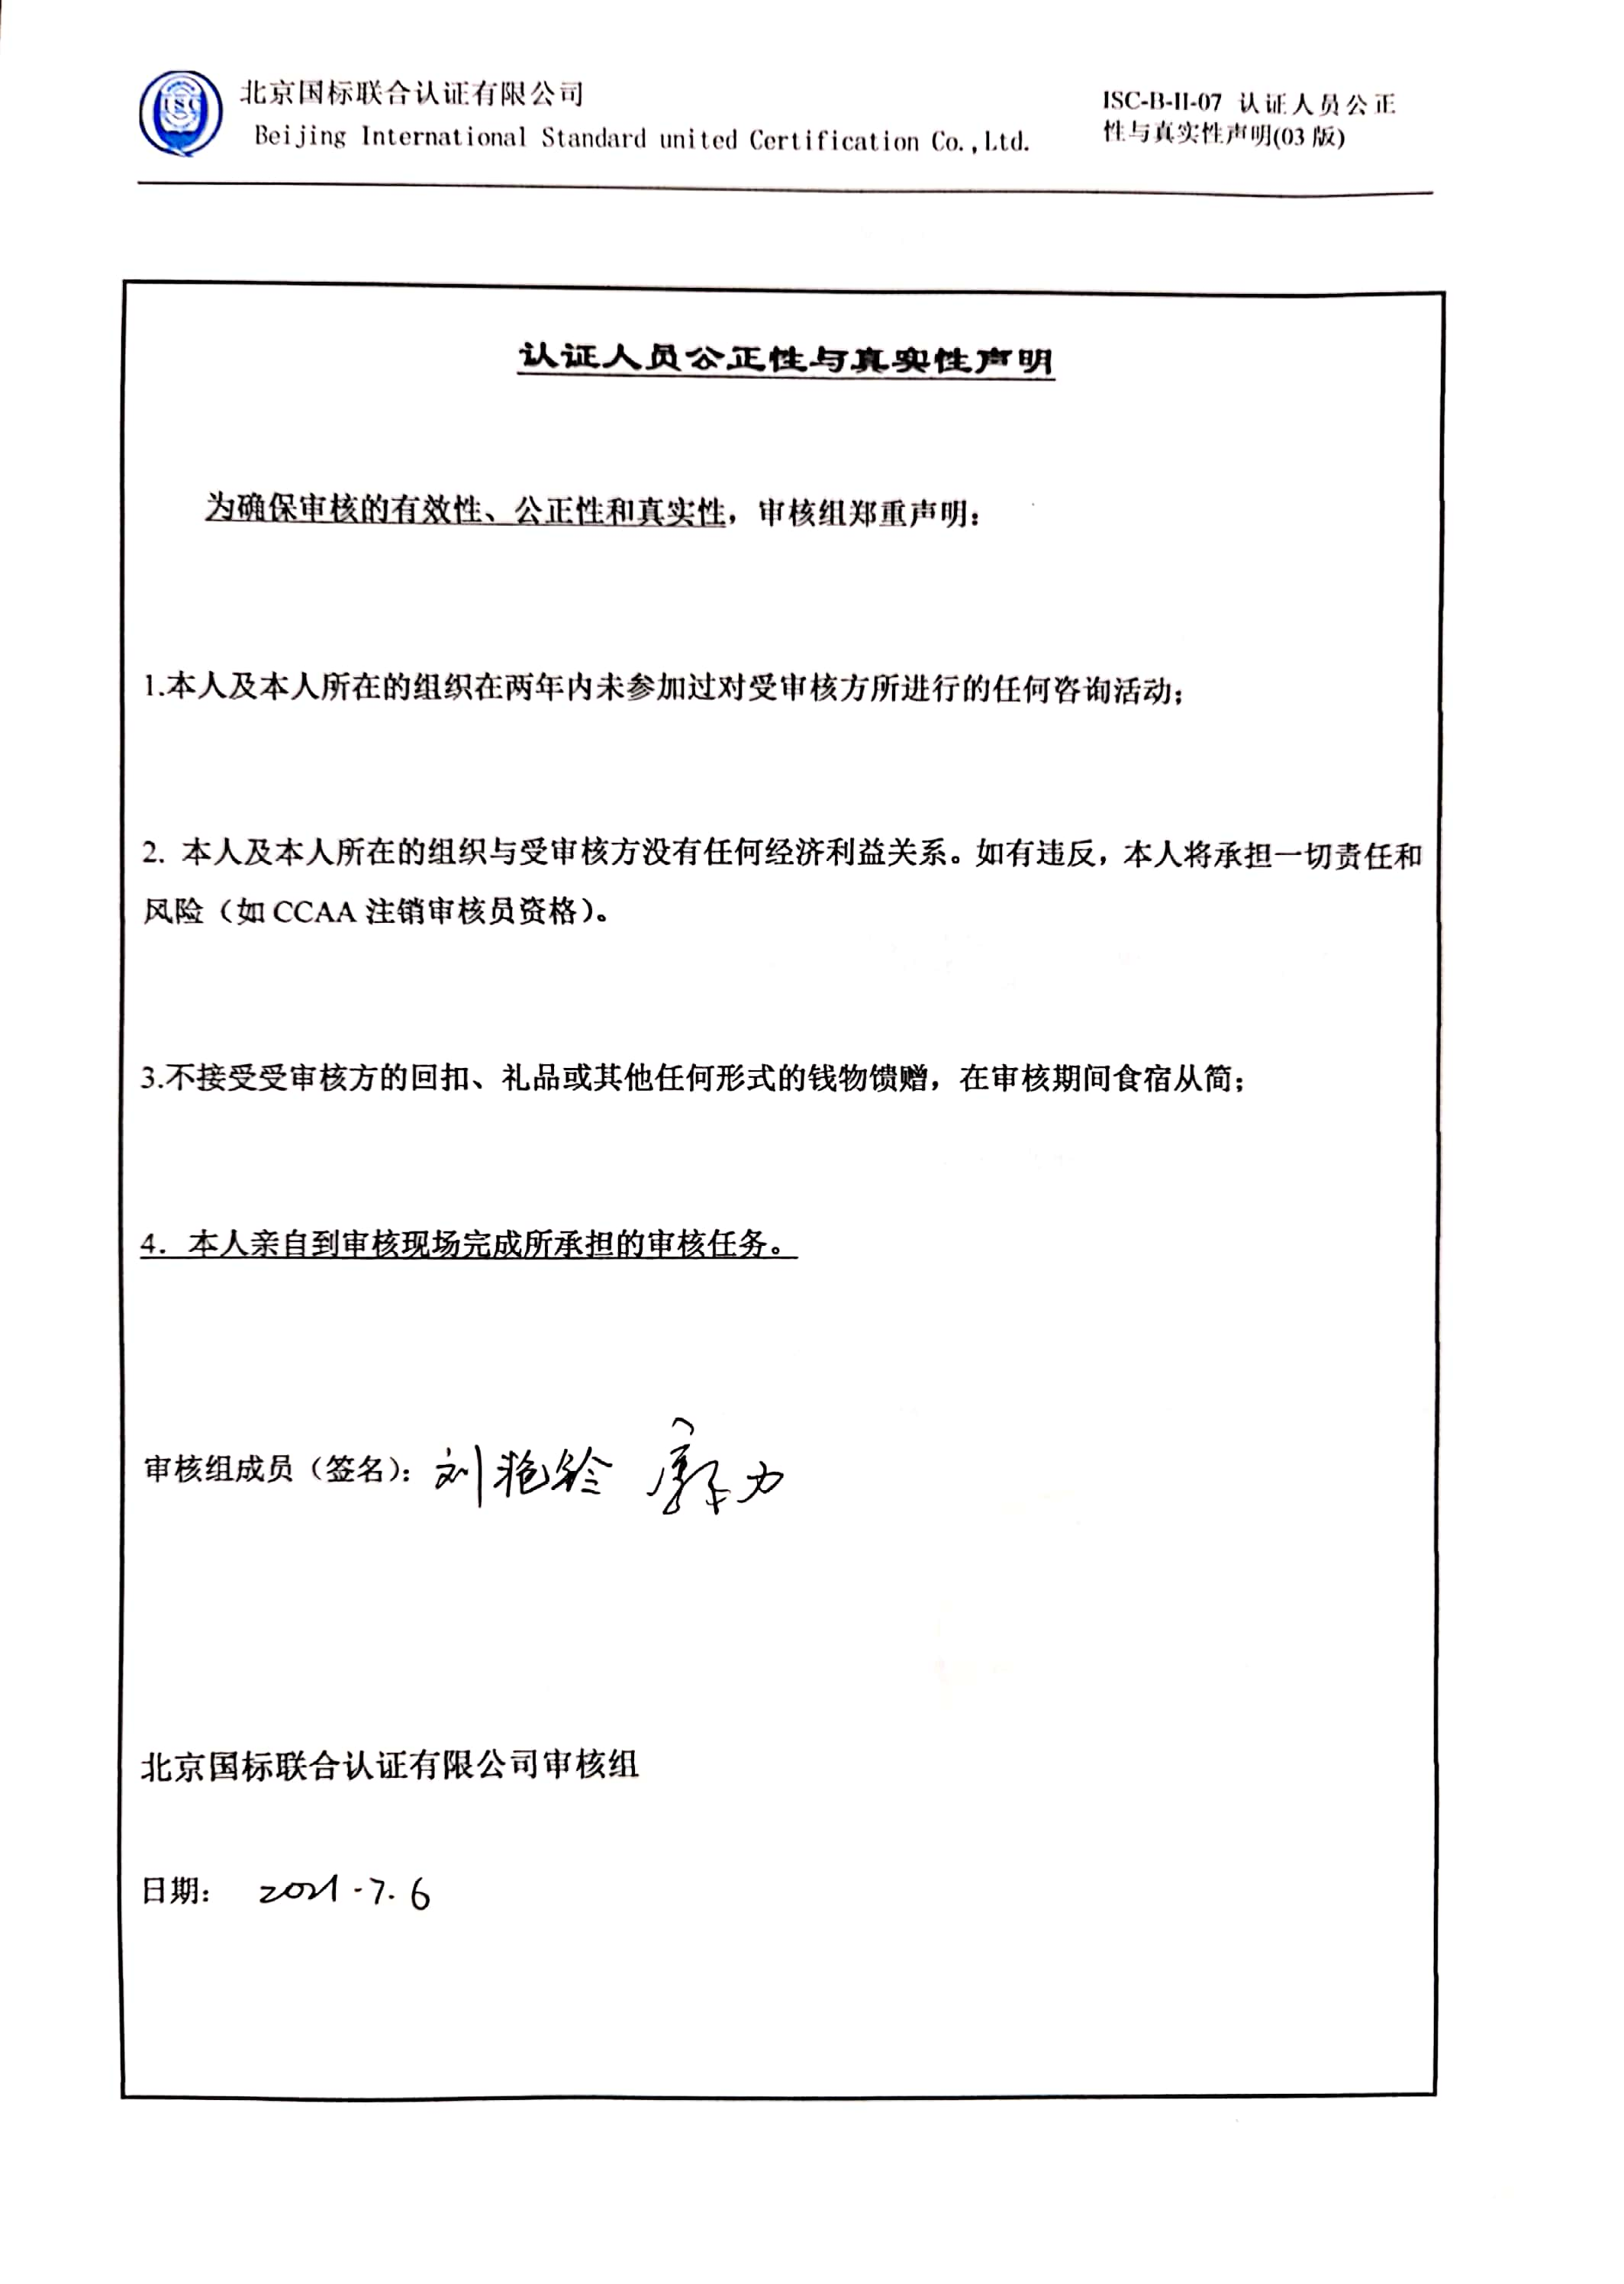 ISC
北京国标联合认证有限公司
Beijing International Standard united Certification Co.,Ltd.
ISC-B-II-07 认证人员公正
性与真实性声明(03 版)
认证人员公正性与真实性声明
为确保审核的有效性、公正性和真实性，审核组郑重声明：
1.本人及本人所在的组织在两年内未参加过对受审核方所进行的任何咨询活动；
2. 本人及本人所在的组织与受审核方没有任何经济利益关系。如有违反，本人将承担一切责任和
风险（如 CCAA 注销审核员资格）。
3.不接受受审核方的回扣、礼品或其他任何形式的钱物馈赠，在审核期间食宿从简；
4．本人亲自到审核现场完成所承担的审核任务。
审核组成员（签名）：刘艳玲 郭力
北京国标联合认证有限公司审核组
日期： 2021-7.6